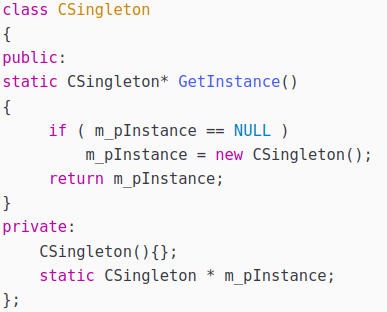 class CSingleton
{
public:
static CSingleton* GetInstance()
{
     if ( m_pInstance == NULL )
         m_pInstance = new CSingleton();
     return m_pInstance;
}
private:
    CSingleton(){};
    static CSingleton * m_pInstance;
};